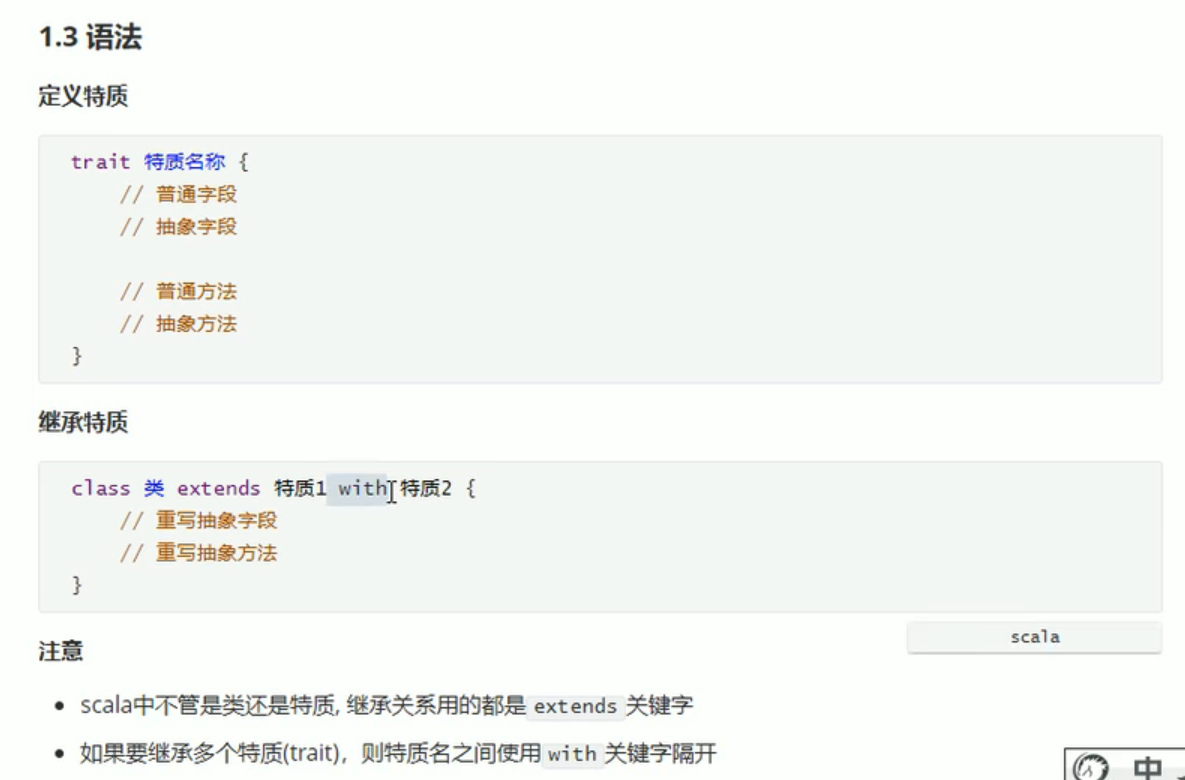 1.3 语法
定义特质
trait 特质名称 {
// 普通字段
// 抽象字段
// 普通方法
// 抽象方法
}
继承特质
class 类 extends 特质1 with 特质2 {
// 重写抽象字段
// 重写抽象方法
}
scala
注意
• scala中不管是类还是特质, 继承关系用的都是 extends 关键字
• 如果要继承多个特质(trait)，则特质名之间使用 with 关键字隔开
中